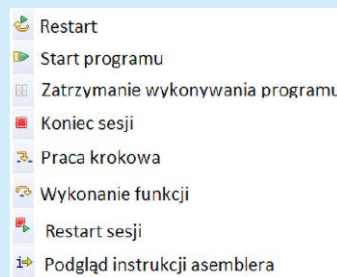 Restart
Start programu
Zatrzymanie wykonywania programu
Koniec sesji
Praca krokowa
Wykonanie funkcji
Restart sesji
i Podgląd instrukcji asemblera